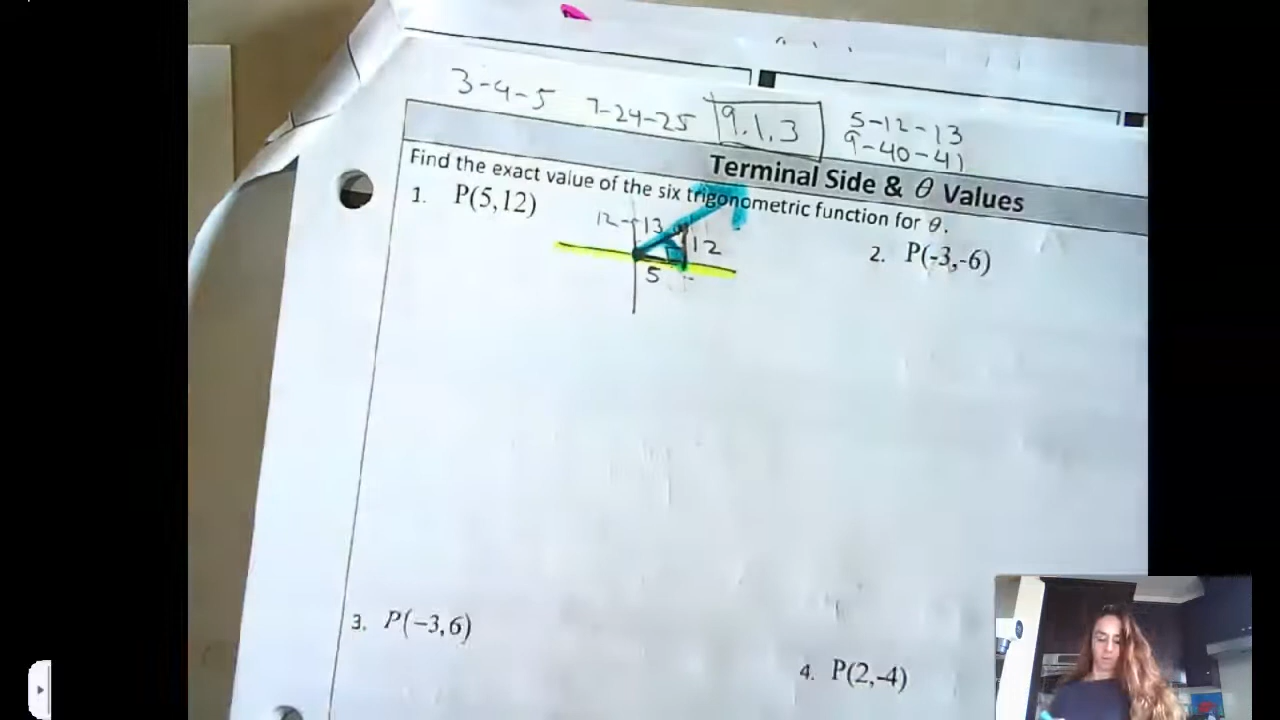 3-4-5 7-24-25 9.1.3 5-12-13
9-40-41
Terminal Side & θ Values
Find the exact value of the six trigonometric function for θ.
1. P(5,12)
12 13 12
5
2. P(-3,-6)
3. P(-3,6)
4. P(2,-4)